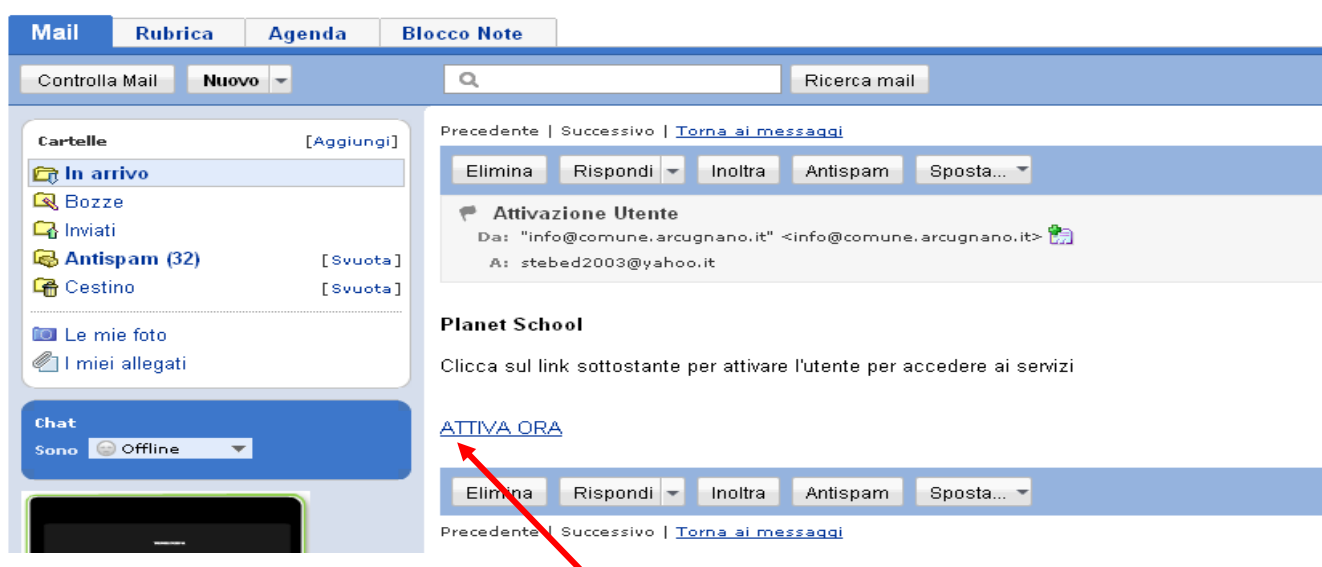 Mail Rubrica Agenda Blocco Note
Controlla Mail Nuovo Ricerca mail
Cartelle [Aggiungi]
In arrivo
Bozze
Inviati
Antispam (32) [Svuota]
Cestino [Svuota]
Le mie foto
I miei allegati
Chat
Sono Offline
Precedente | Successivo | Torna ai messaggi
Elimina Rispondi Inoltra Antispam Sposta...
Attivazione Utente
Da: "info@comune.arcugnano.it" <info@comune.arcugnano.it>
A: stebed2003@yahoo.it
Planet School
Clicca sul link sottostante per attivare l'utente per accedere ai servizi
ATTIVA ORA
Elimina Rispondi Inoltra Antispam Sposta...
Precedente | Successivo | Torna ai messaggi